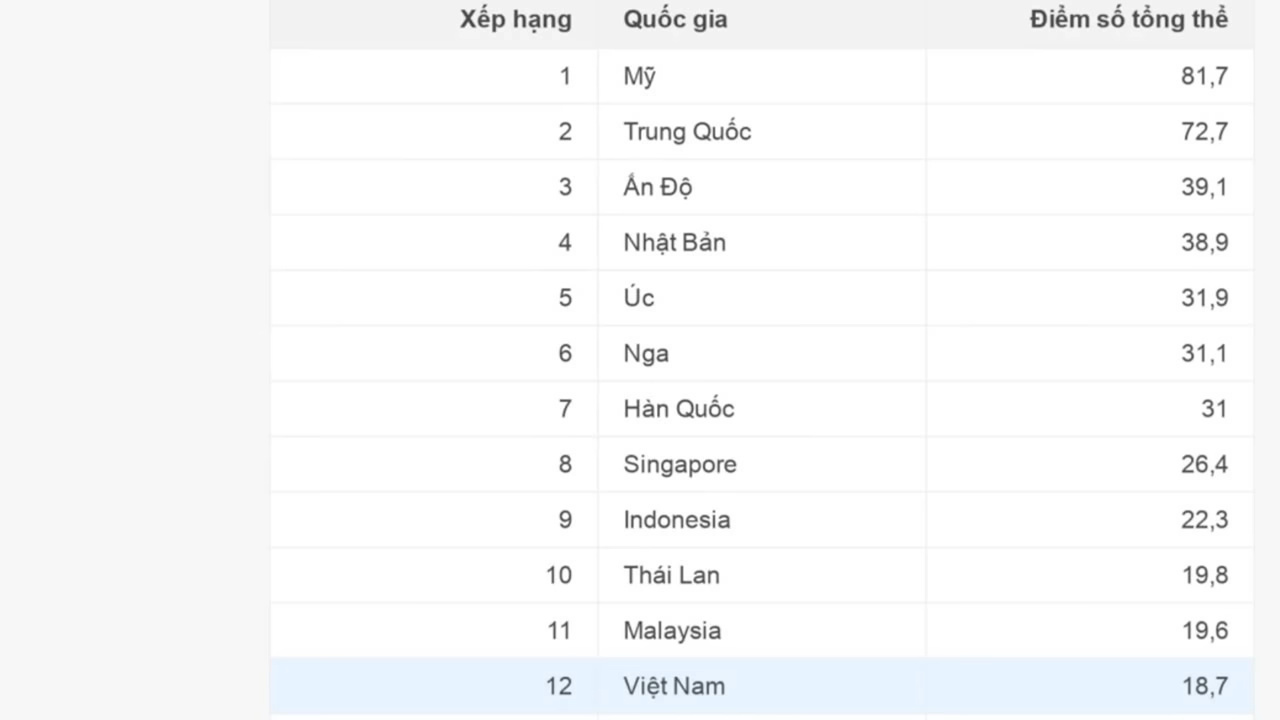 Xếp hạng Quốc gia Điểm số tổng thể
1 Mỹ 81,7
2 Trung Quốc 72,7
3 Ấn Độ 39,1
4 Nhật Bản 38,9
5 Úc 31,9
6 Nga 31,1
7 Hàn Quốc 31
8 Singapore 26,4
9 Indonesia 22,3
10 Thái Lan 19,8
11 Malaysia 19,6
12 Việt Nam 18,7